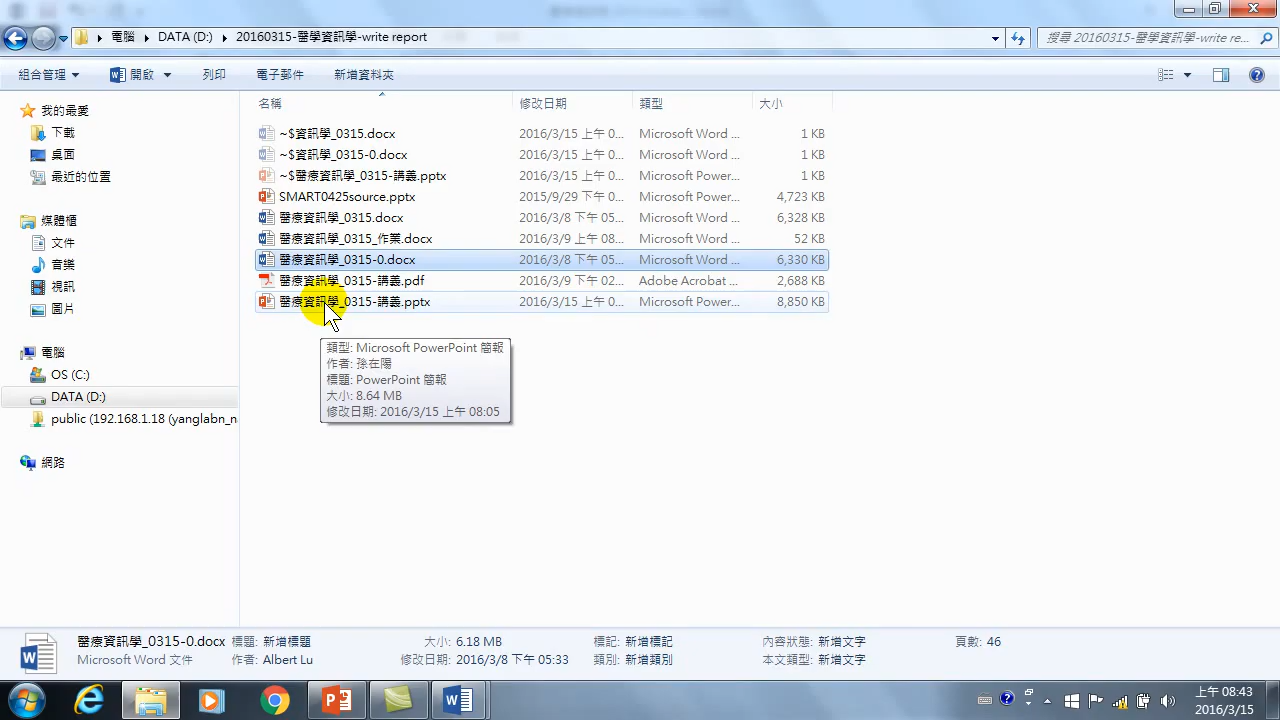 電腦 DATA (D:) 20160315-醫學資訊學-write report
搜尋 20160315-醫學資訊學-write re...
組合管理 開啟 列印 電子郵件 新增資料夾
我的最愛
下載
桌面
最近的位置
媒體櫃
文件
音樂
視訊
圖片
電腦
OS (C:)
DATA (D:)
public (192.168.1.18 (yanglabn_n
網路
名稱 修改日期 類型 大小
~$資訊學_0315.docx 2016/3/15 上午 0... Microsoft Word ... 1 KB
~$資訊學_0315-0.docx 2016/3/15 上午 0... Microsoft Word ... 1 KB
~$醫療資訊學_0315-講義.pptx 2016/3/15 上午 0... Microsoft Power... 1 KB
SMART0425source.pptx 2015/9/29 下午 0... Microsoft Power... 4,723 KB
醫療資訊學_0315.docx 2016/3/8 下午 05... Microsoft Word ... 6,328 KB
醫療資訊學_0315_作業.docx 2016/3/9 上午 08... Microsoft Word ... 52 KB
醫療資訊學_0315-0.docx 2016/3/8 下午 05... Microsoft Word ... 6,330 KB
醫療資訊學_0315-講義.pdf 2016/3/9 下午 02... Adobe Acrobat ... 2,688 KB
醫療資訊學_0315-講義.pptx 2016/3/15 上午 0... Microsoft Power... 8,850 KB
類型: Microsoft PowerPoint 簡報
作者: 孫在陽
標題: PowerPoint 簡報
大小: 8.64 MB
修改日期: 2016/3/15 上午 08:05
醫療資訊學_0315-0.docx 標題: 新增標題 大小: 6.18 MB 標記: 新增標記 內容狀態: 新增文字 頁數: 46
Microsoft Word 文件 作者: Albert Lu 修改日期: 2016/3/8 下午 05:33 類別: 新增類別 本文類型: 新增文字
上午 08:43
2016/3/15